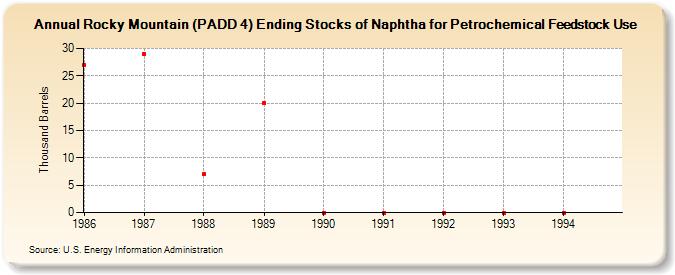 Annual Rocky Mountain (PADD 4) Ending Stocks of Naphtha for Petrochemical Feedstock Use
Thousand Barrels
30
25
20
15
10
5
0
1986 1987 1988 1989 1990 1991 1992 1993 1994
Source: U.S. Energy Information Administration